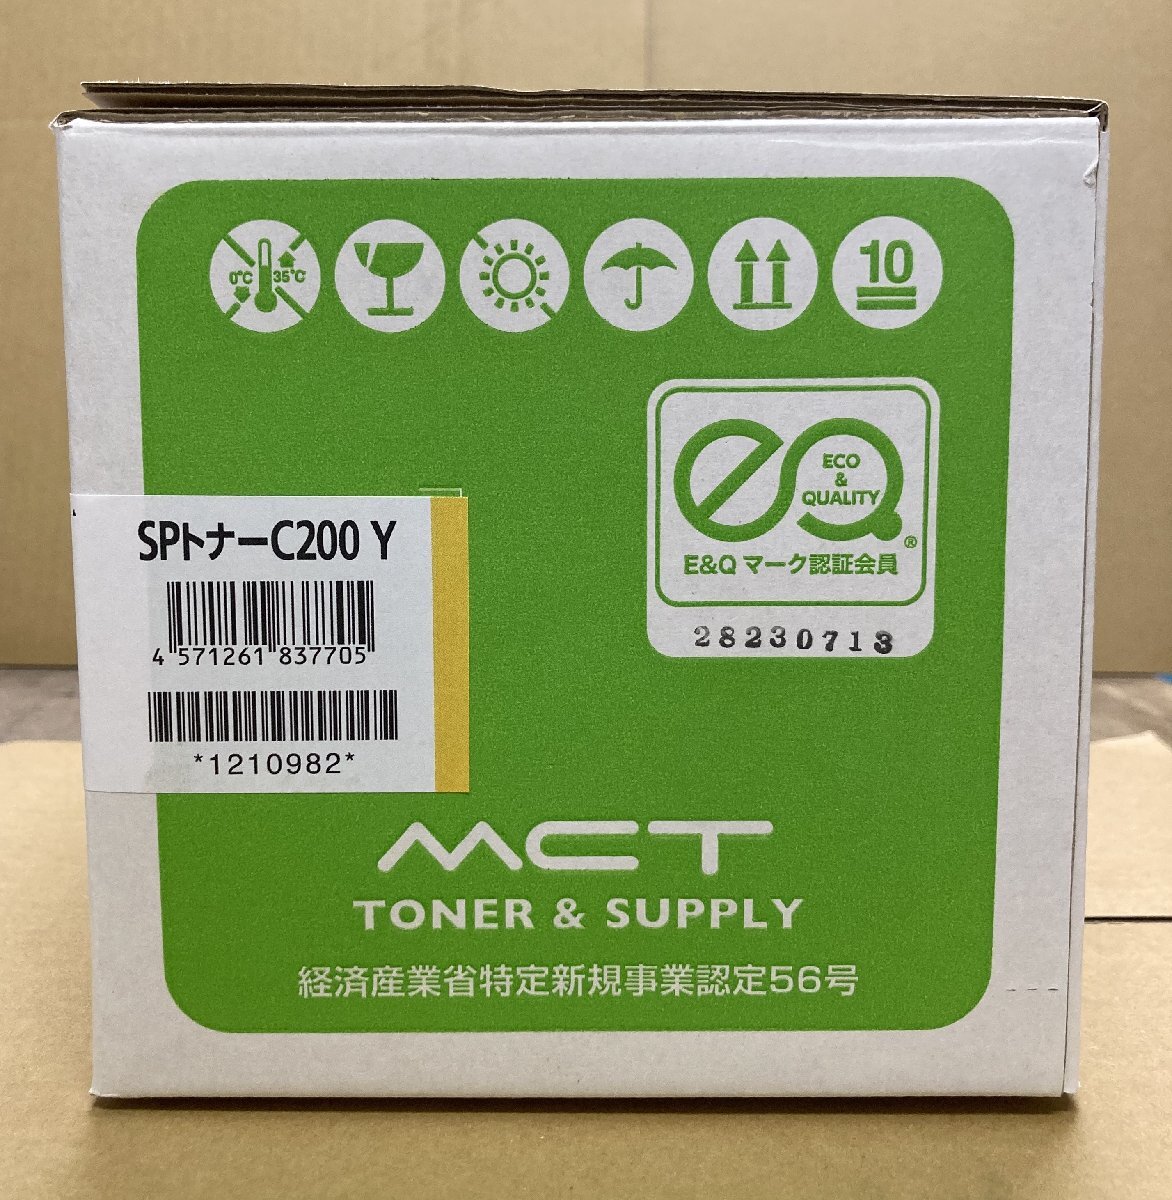 0℃ 35℃
10
ECO
&
QUALITY
®
E&Q マーク認証会員
28230713
SPトナーC200 Y
4 571261 837705
*1210982*
MCT
TONER & SUPPLY
経済産業省特定新規事業認定56号